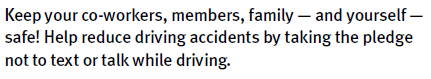 Keep your co-workers, members, family — and yourself —
safe! Help reduce driving accidents by taking the pledge
not to text or talk while driving.